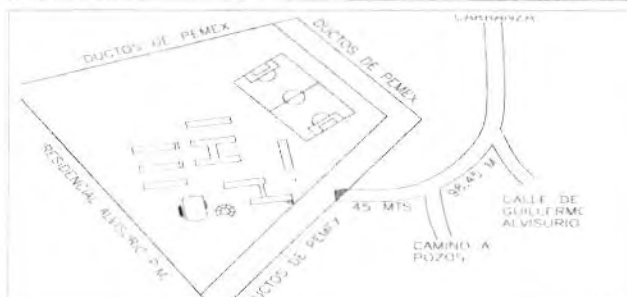 CARRANZA
DUCTOS DE PEMEX
DUCTOS DE PEMEX
RESIDENCIAL ALVISURIO
98.45 M
45 MTS
CALLE DE
GUILLERMO
ALVISURIO
CAMINO A
POZOS
DUCTOS DE PEMEX